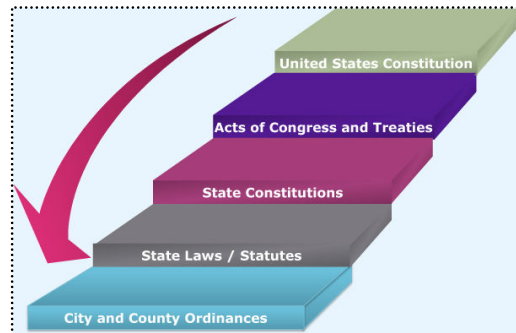 United States Constitution
Acts of Congress and Treaties
State Constitutions
State Laws / Statutes
City and County Ordinances